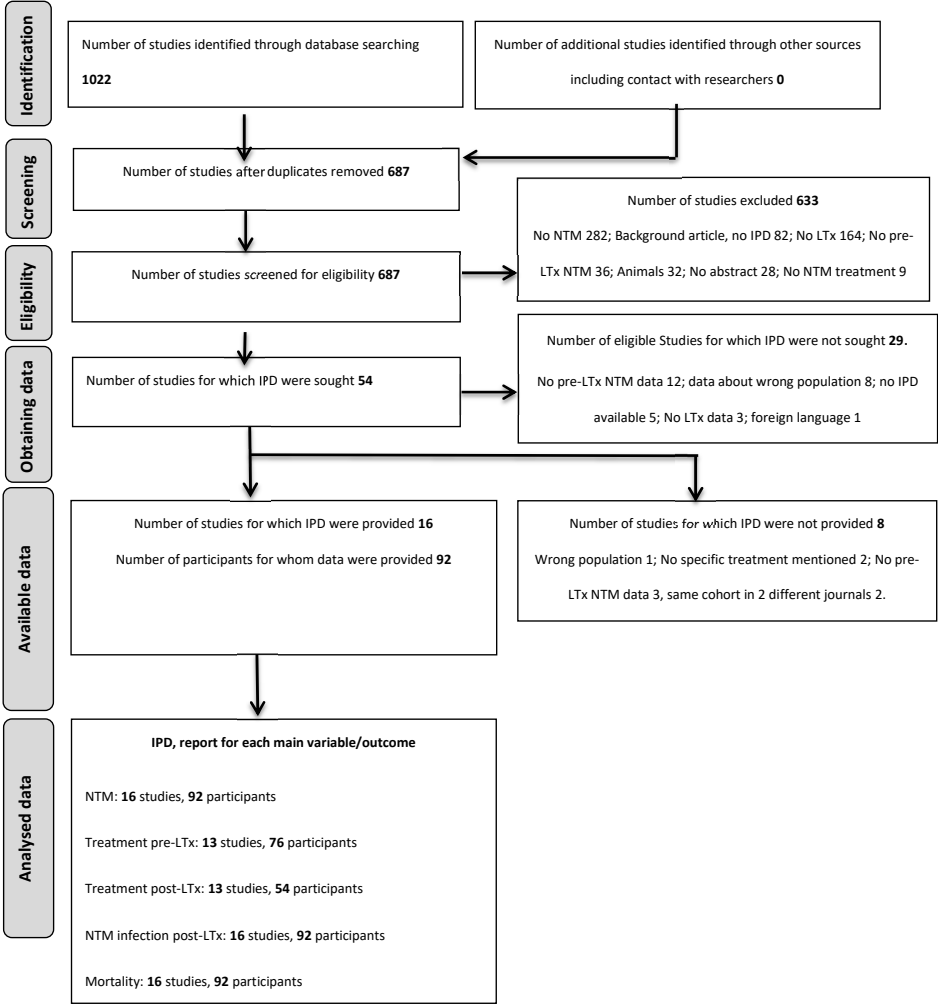 Identification
Number of studies identified through database searching
1022
Number of additional studies identified through other sources
including contact with researchers 0
Screening
Number of studies after duplicates removed 687
Number of studies excluded 633
No NTM 282; Background article, no IPD 82; No LTx 164; No pre-
LTx NTM 36; Animals 32; No abstract 28; No NTM treatment 9
Eligibility
Number of studies screened for eligibility 687
Obtaining data
Number of studies for which IPD were sought 54
Number of eligible Studies for which IPD were not sought 29.
No pre-LTx NTM data 12; data about wrong population 8; no IPD
available 5; No LTx data 3; foreign language 1
Available data
Number of studies for which IPD were provided 16
Number of participants for whom data were provided 92
Number of studies for which IPD were not provided 8
Wrong population 1; No specific treatment mentioned 2; No pre-
LTx NTM data 3, same cohort in 2 different journals 2.
Analysed data
IPD, report for each main variable/outcome
NTM: 16 studies, 92 participants
Treatment pre-LTx: 13 studies, 76 participants
Treatment post-LTx: 13 studies, 54 participants
NTM infection post-LTx: 16 studies, 92 participants
Mortality: 16 studies, 92 participants